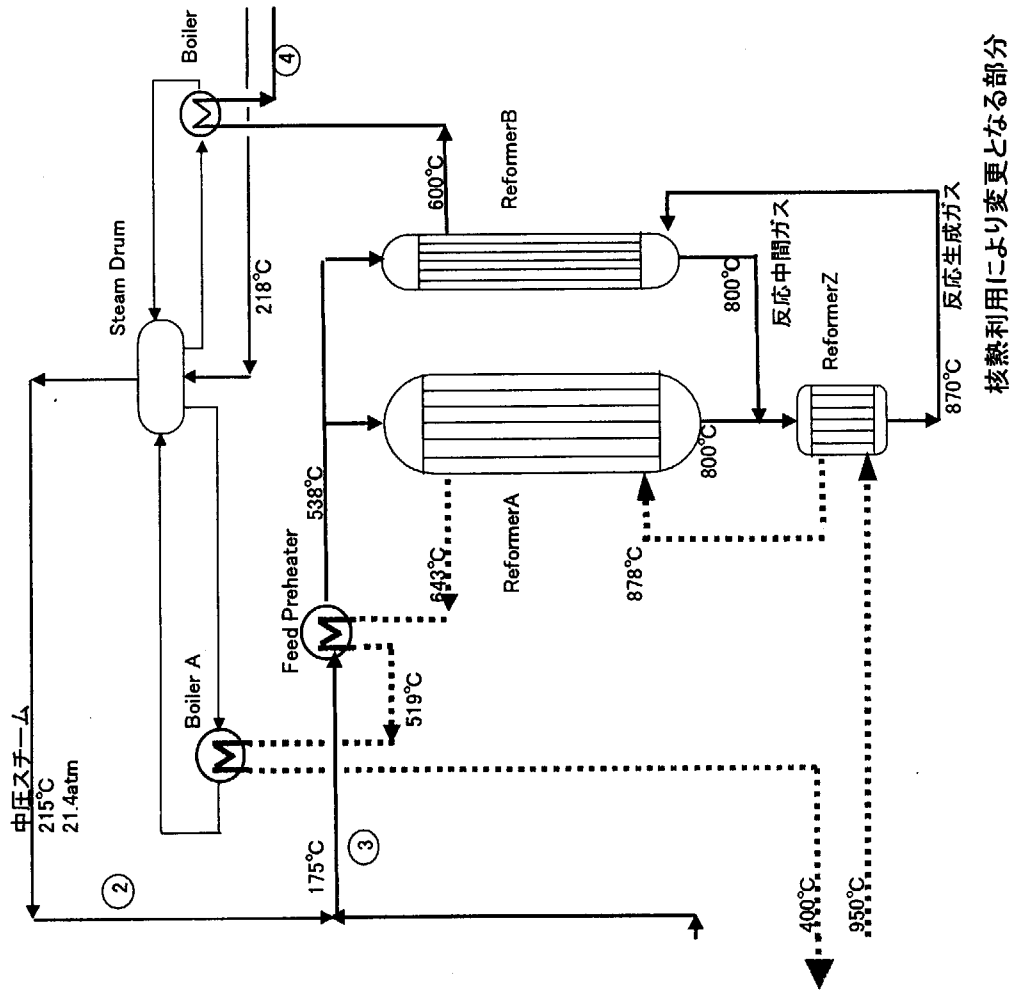 中圧スチーム
215℃
21.4atm
②
Boiler A
Steam Drum
Boiler
④
218℃
Feed Preheater
538℃
600℃
ReformerB
175℃
③
519℃
643℃
ReformerA
878℃
800℃
800℃
反応中間ガス
ReformerZ
400℃
950℃
870℃
反応生成ガス
核熱利用により変更となる部分